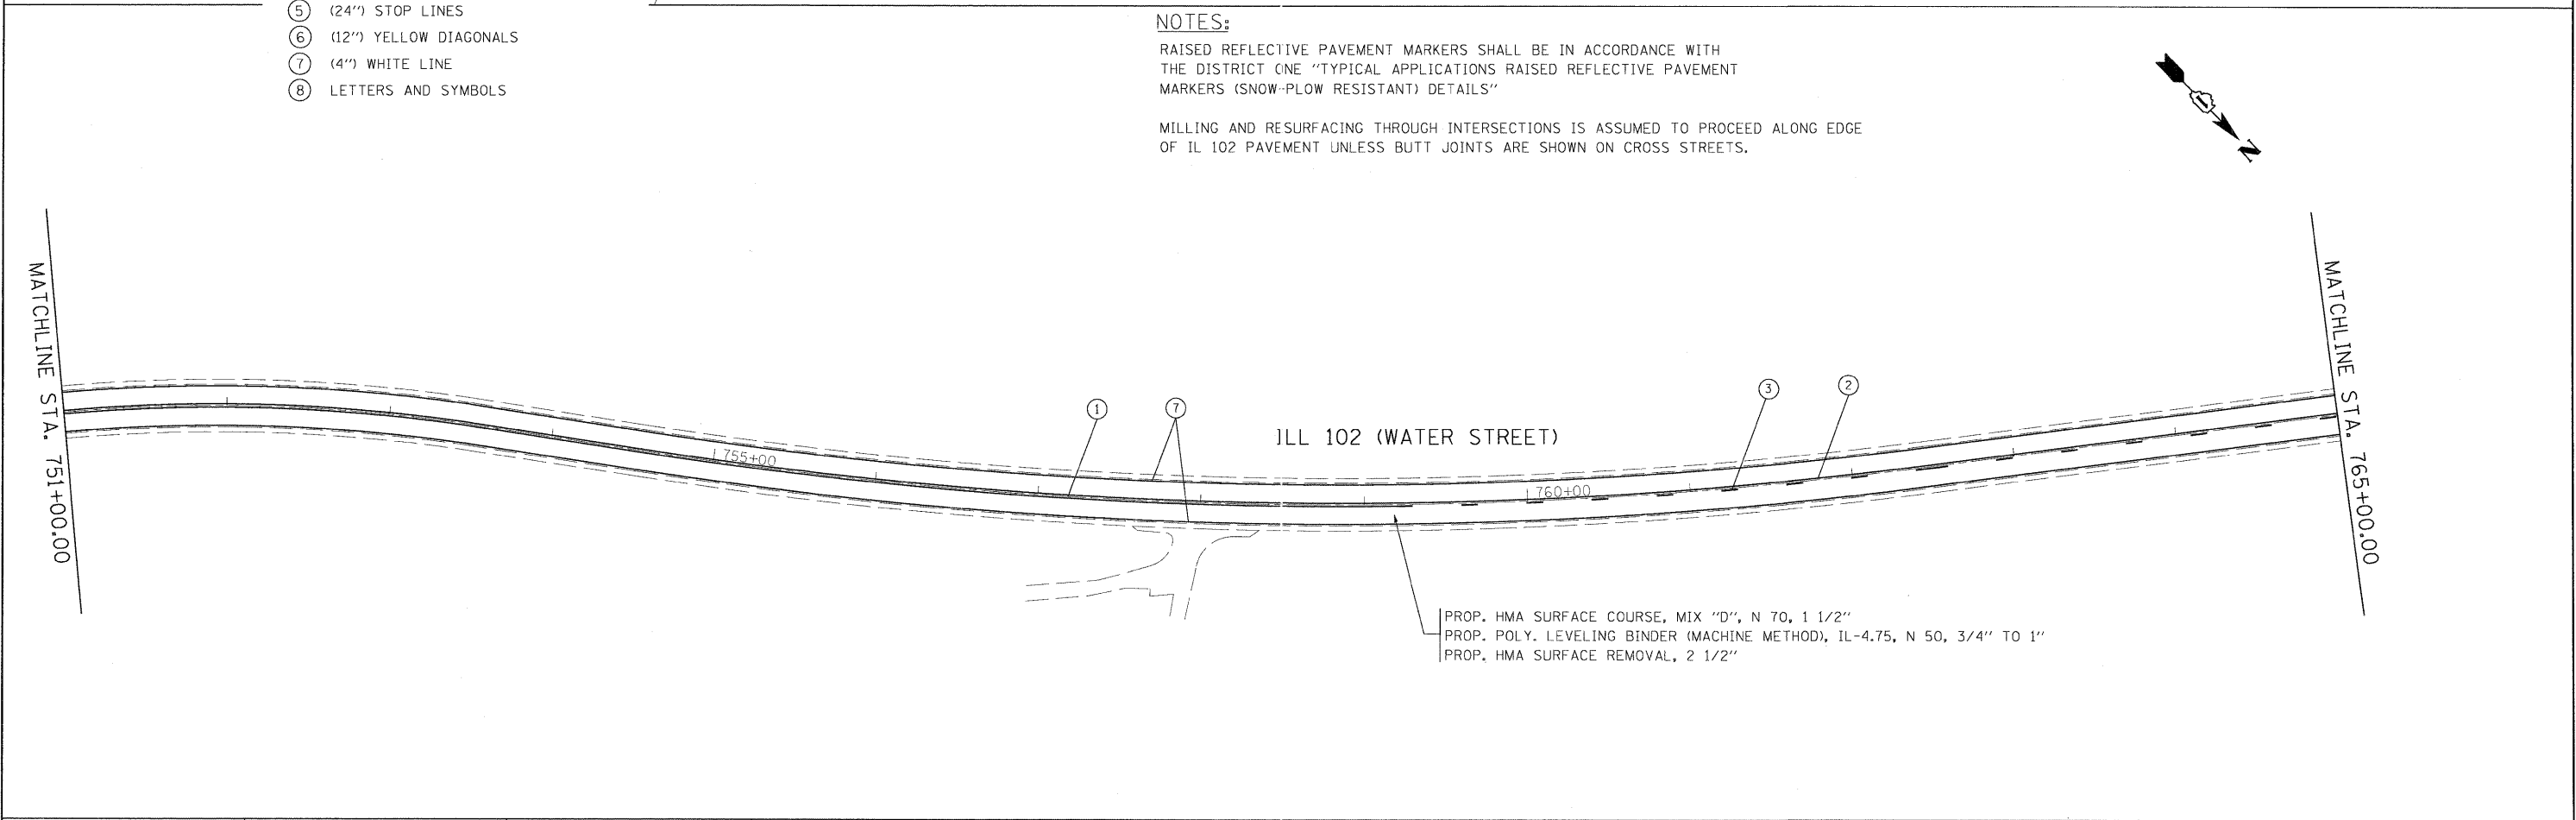 ⑤ (24") STOP LINES
⑥ (12") YELLOW DIAGONALS
⑦ (4") WHITE LINE
⑧ LETTERS AND SYMBOLS
NOTES:
RAISED REFLECTIVE PAVEMENT MARKERS SHALL BE IN ACCORDANCE WITH
THE DISTRICT ONE "TYPICAL APPLICATIONS RAISED REFLECTIVE PAVEMENT
MARKERS (SNOW-PLOW RESISTANT) DETAILS"
MILLING AND RESURFACING THROUGH INTERSECTIONS IS ASSUMED TO PROCEED ALONG EDGE
OF IL 102 PAVEMENT UNLESS BUTT JOINTS ARE SHOWN ON CROSS STREETS.
N
MATCHLINE STA. 751+00.00
755+00
①
⑦
ILL 102 (WATER STREET)
760+00
③
②
MATCHLINE STA. 765+00.00
PROP. HMA SURFACE COURSE, MIX "D", N 70, 1 1/2"
PROP. POLY. LEVELING BINDER (MACHINE METHOD), IL-4.75, N 50, 3/4" TO 1"
PROP. HMA SURFACE REMOVAL, 2 1/2"